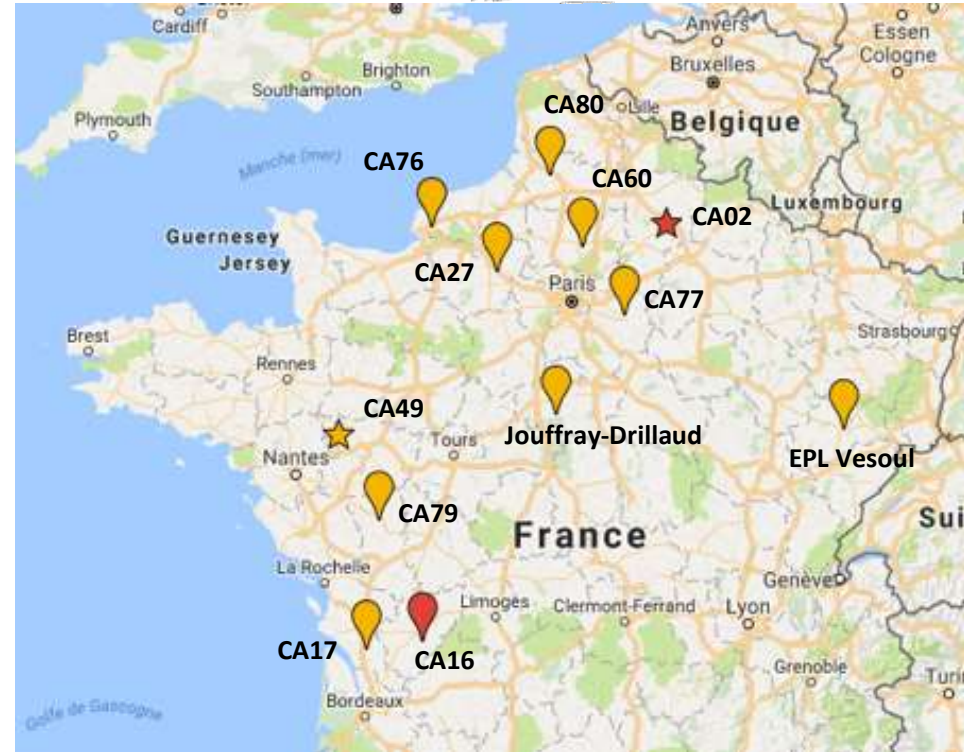 Cardiff
Anvers
Essen
Cologne
Bruxelles
Brighton
Southampton
Plymouth
CA80
Lille
Belgique
Manche (mer)
CA76
CA60
Luxembourg
CA02
Guernesey
Jersey
CA27
Paris
CA77
Strasbourg
Brest
Rennes
CA49
Tours
Jouffray-Drillaud
Nantes
EPL Vesoul
CA79
France
Sui
La Rochelle
Genève
Limoges
Clermont-Ferrand
Lyon
CA17
CA16
Grenoble
Turi
Bordeaux
Golfe de Gascogne